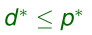 d* ≤ p*